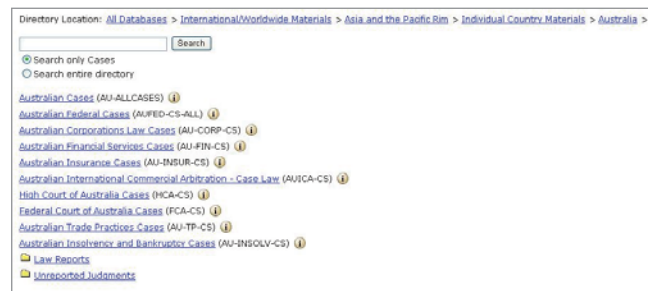 Directory Location: All Databases > International/Worldwide Materials > Asia and the Pacific Rim > Individual Country Materials > Australia >
Search
Search only Cases
Search entire directory
Australian Cases (AU-ALLCASES)
Australian Federal Cases (AUFED-CS-ALL)
Australian Corporations Law Cases (AU-CORP-CS)
Australian Financial Services Cases (AU-FIN-CS)
Australian Insurance Cases (AU-INSUR-CS)
Australian International Commercial Arbitration - Case Law (AUICA-CS)
High Court of Australia Cases (HCA-CS)
Federal Court of Australia Cases (FCA-CS)
Australian Trade Practices Cases (AU-TP-CS)
Australian Insolvency and Bankruptcy Cases (AU-INSOLV-CS)
Law Reports
Unreported Judgments